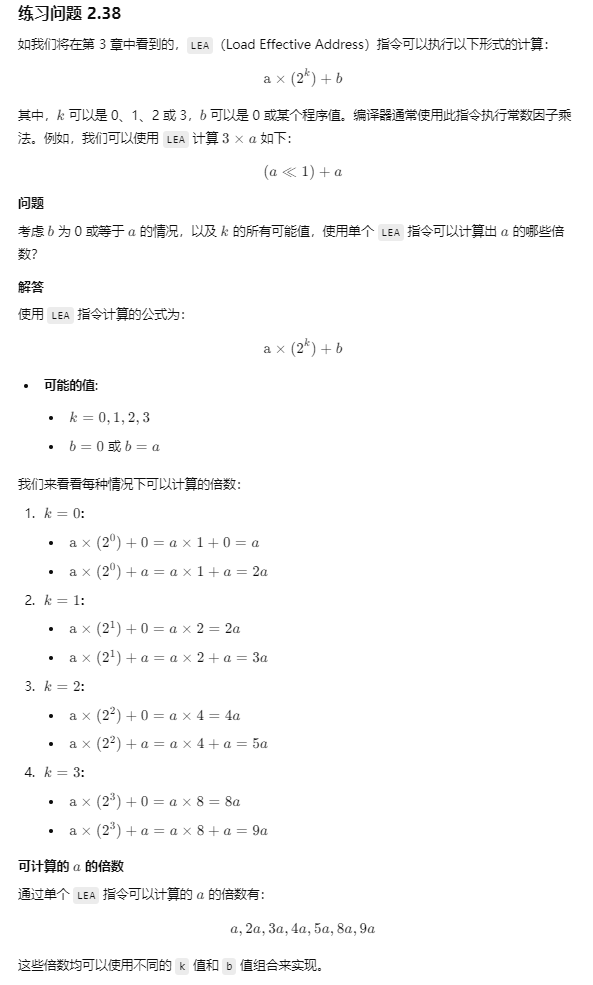 练习问题 2.38
如我们将在第 3 章中看到的，LEA（Load Effective Address）指令可以执行以下形式的计算：
a × (2^k) + b
其中，k 可以是 0、1、2 或 3，b 可以是 0 或某个程序值。编译器通常使用此指令执行常数因子乘
法。例如，我们可以使用 LEA 计算 3 × a 如下：
(a ≪ 1) + a
问题
考虑 b 为 0 或等于 a 的情况，以及 k 的所有可能值，使用单个 LEA 指令可以计算出 a 的哪些倍
数？
解答
使用 LEA 指令计算的公式为：
a × (2^k) + b
• 可能的值:
• k = 0, 1, 2, 3
• b = 0 或 b = a
我们来看看每种情况下可以计算的倍数：
1. k = 0:
• a × (2^0) + 0 = a × 1 + 0 = a
• a × (2^0) + a = a × 1 + a = 2a
2. k = 1:
• a × (2^1) + 0 = a × 2 = 2a
• a × (2^1) + a = a × 2 + a = 3a
3. k = 2:
• a × (2^2) + 0 = a × 4 = 4a
• a × (2^2) + a = a × 4 + a = 5a
4. k = 3:
• a × (2^3) + 0 = a × 8 = 8a
• a × (2^3) + a = a × 8 + a = 9a
可计算的 a 的倍数
通过单个 LEA 指令可以计算的 a 的倍数有：
a, 2a, 3a, 4a, 5a, 8a, 9a
这些倍数均可以使用不同的 k 值和 b 值组合来实现。